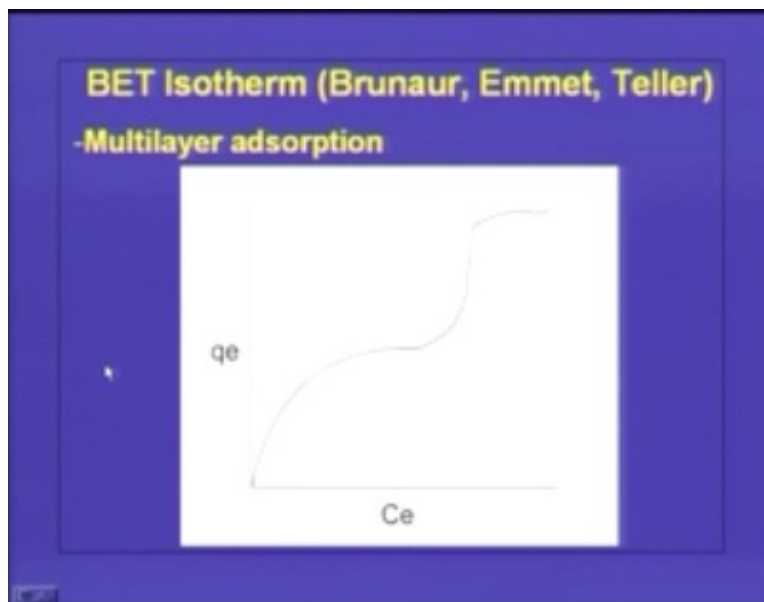 BET Isotherm (Brunaur, Emmet, Teller)
-Multilayer adsorption
qe
Ce